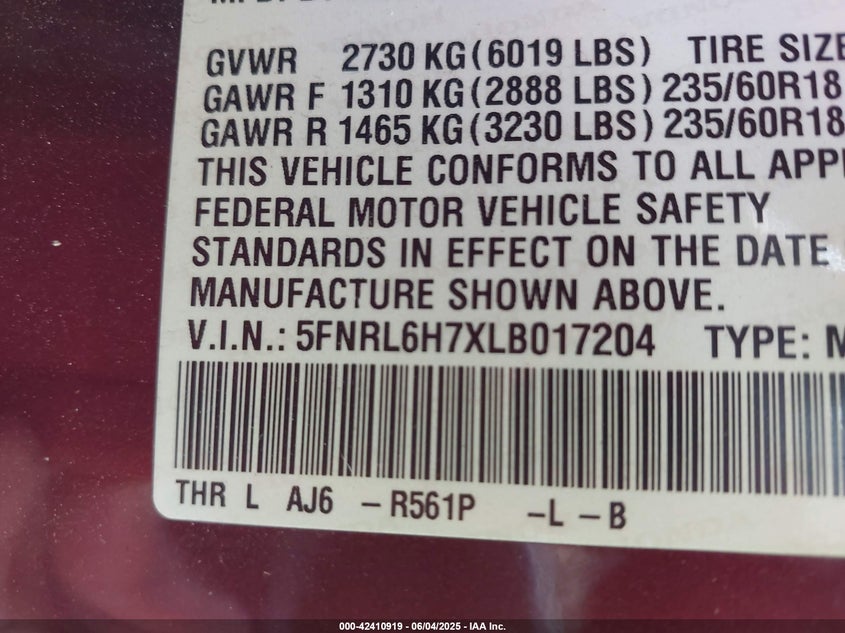 GVWR 2730 KG (6019 LBS) TIRE SIZE
GAWR F 1310 KG (2888 LBS) 235/60R18
GAWR R 1465 KG (3230 LBS) 235/60R18
THIS VEHICLE CONFORMS TO ALL APPL
FEDERAL MOTOR VEHICLE SAFETY
STANDARDS IN EFFECT ON THE DATE
MANUFACTURE SHOWN ABOVE.
V.I.N.: 5FNRL6H7XLB017204 TYPE: M
THR L AJ6 - R561P - L - B
000-42410919 - 06/04/2025 - IAA Inc.